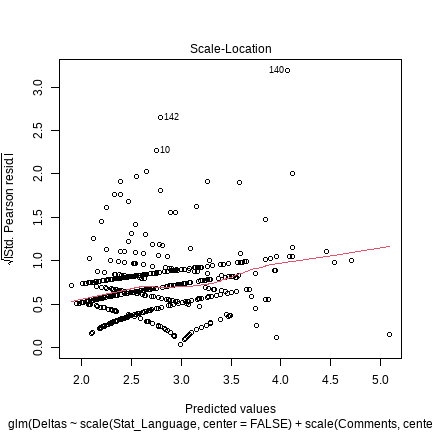 Scale-Location
√|Std. Pearson resid.|
3.0
2.5
2.0
1.5
1.0
0.5
0.0
140
142
10
2.0 2.5 3.0 3.5 4.0 4.5 5.0
Predicted values
glm(Deltas ~ scale(Stat_Language, center = FALSE) + scale(Comments, cente